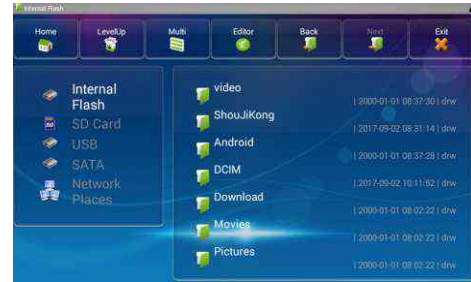 Internal Flash
Home LevelUp Multi Editor Back Next Exit
Internal
Flash
SD Card
USB
SATA
Network
Places
video
| 2000-01-01 08:37:30 | drw
ShouJiKong
| 2017-09-02 08:31:14 | drw
Android
| 2000-01-01 08:37:28 | drw
DCIM
| 2017-09-02 10:11:52 | drw
Download
| 2000-01-01 08:02:22 | drw
Movies
| 2000-01-01 08:02:22 | drw
Pictures
| 2000-01-01 08:02:22 | drw